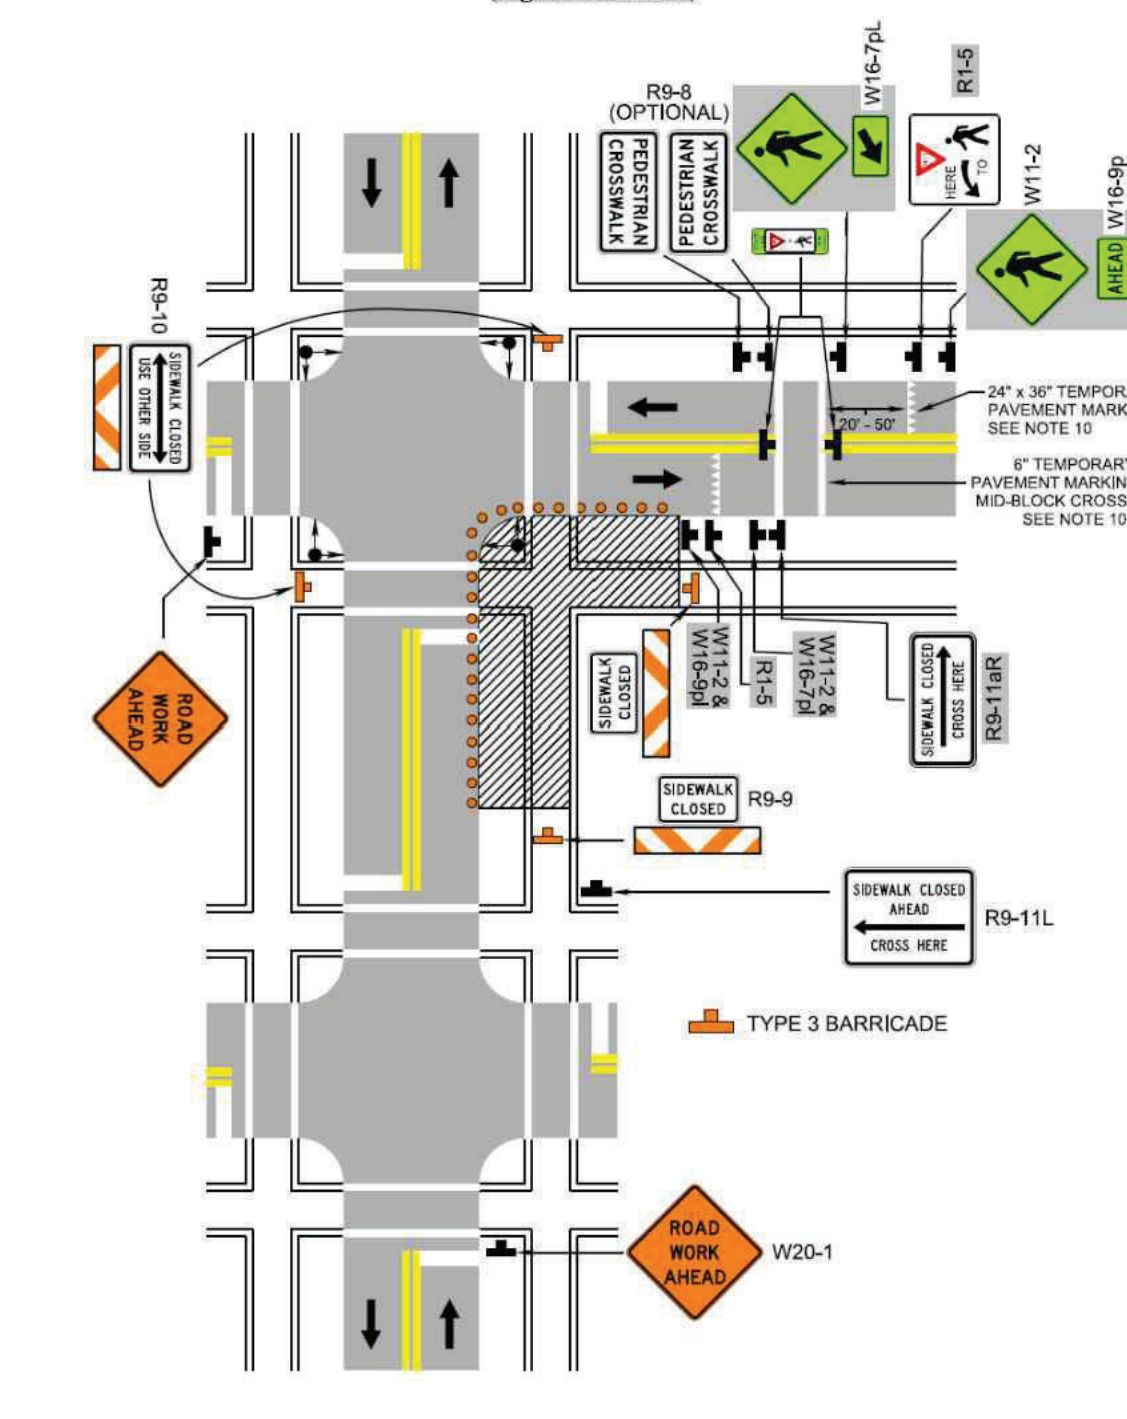 W16-7pL
R1-5
R9-8
(OPTIONAL)
PEDESTRIAN
CROSSWALK
PEDESTRIAN
CROSSWALK
HERE
TO
W11-2
W16-9p
AHEAD
R9-10
SIDEWALK CLOSED
USE OTHER SIDE
24" x 36" TEMPOR
PAVEMENT MARK
SEE NOTE 10
20' - 50'
6" TEMPORARY
PAVEMENT MARKIN
MID-BLOCK CROSS
SEE NOTE 10
ROAD
WORK
AHEAD
SIDEWALK
CLOSED
W11-2 &
W16-9pl
R1-5
W11-2 &
W16-7pl
SIDEWALK CLOSED
CROSS HERE
R9-11aR
SIDEWALK
CLOSED
R9-9
SIDEWALK CLOSED
AHEAD
CROSS HERE
R9-11L
TYPE 3 BARRICADE
ROAD
WORK
AHEAD
W20-1